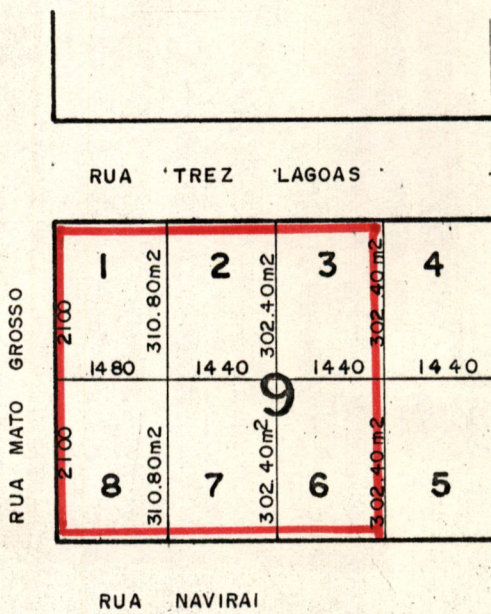 RUA TREZ LAGOAS
RUA MATO GROSSO
1 2 3 4
2100 310.80m2 302.40m2 302.40m2
1480 1440 1440 1440
9
2100 310.80m2 302.40m2 302.40m2
8 7 6 5
RUA NAVIRAI